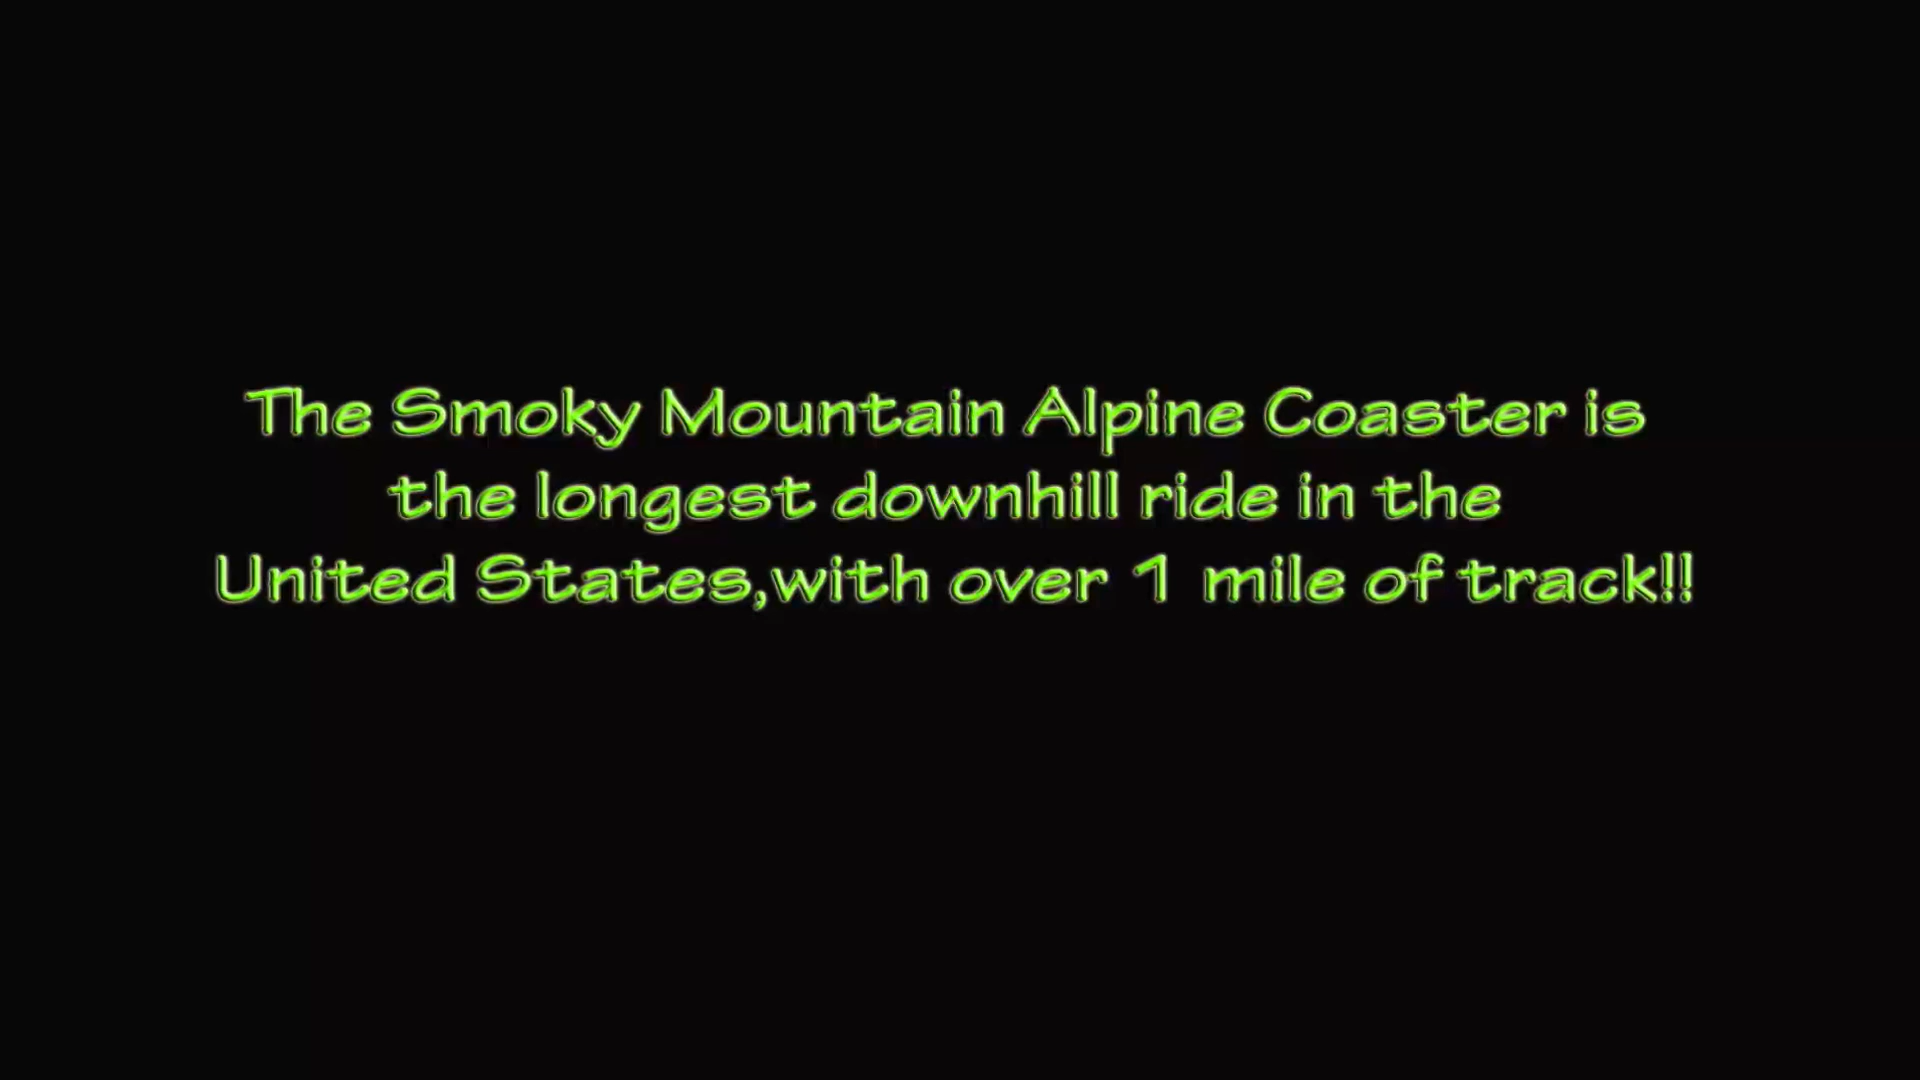 The Smoky Mountain Alpine Coaster is
the longest downhill ride in the
United States,with over 1 mile of track!!